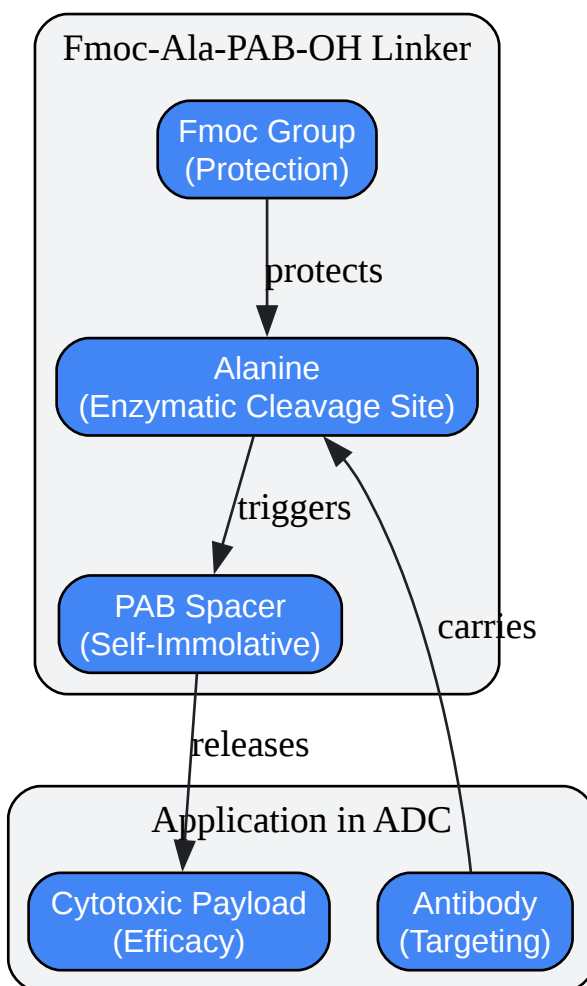 Fmoc-Ala-PAB-OH Linker
Fmoc Group
(Protection)
protects
Alanine
(Enzymatic Cleavage Site)
triggers
PAB Spacer
(Self-Immolative)
carries
releases
Application in ADC
Cytotoxic Payload
(Efficacy)
Antibody
(Targeting)